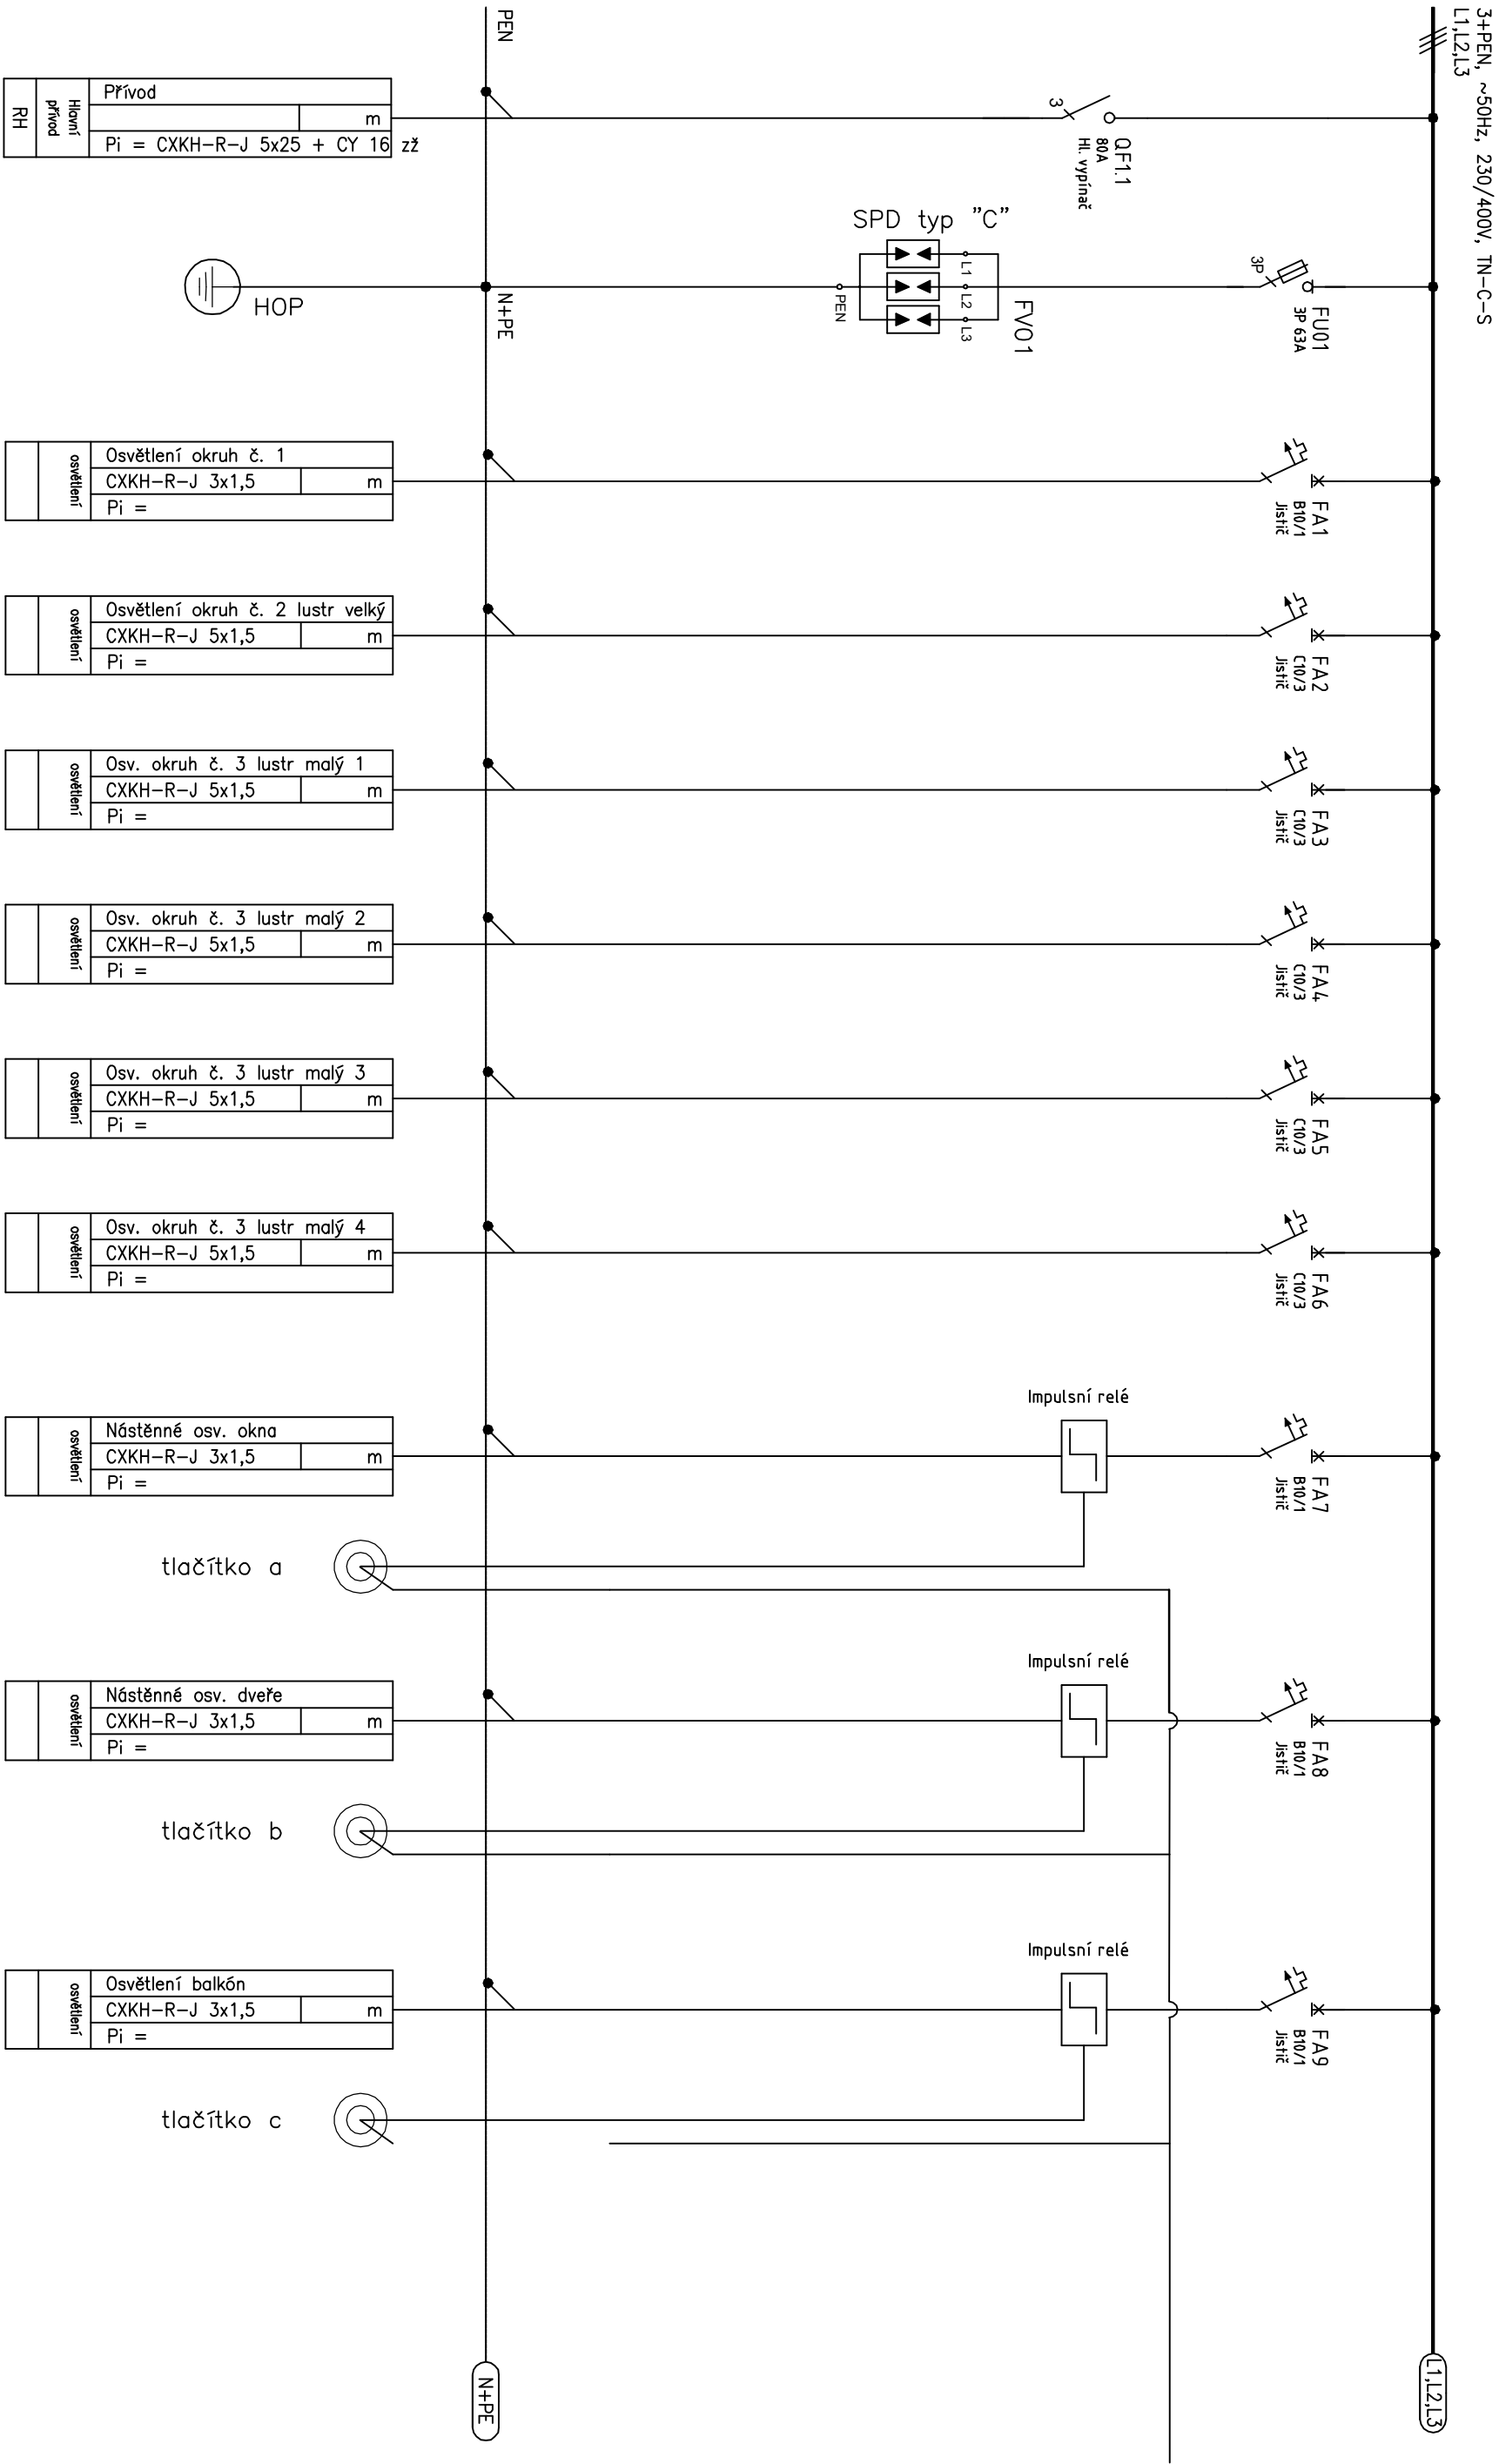 3+PEN, ~50Hz, 230/400V, TN-C-S
L1,L2,L3
PEN
Přívod
m
Pi = CXKH-R-J 5x25 + CY 16 zž
Hlavní
přívod
RH
3
QF1.1
80A
Hl. vypínač
SPD typ "C"
L1
L2
L3
PEN
FV01
3P
FU01
3P 63A
HOP
N+PE
Osvětlení okruh č. 1
CXKH-R-J 3x1,5
m
Pi =
osvětlení
FA1
B10/1
Jistič
Osvětlení okruh č. 2 lustr velký
CXKH-R-J 5x1,5
m
Pi =
osvětlení
FA2
C10/3
Jistič
Osv. okruh č. 3 lustr malý 1
CXKH-R-J 5x1,5
m
Pi =
osvětlení
FA3
C10/3
Jistič
Osv. okruh č. 3 lustr malý 2
CXKH-R-J 5x1,5
m
Pi =
osvětlení
FA4
C10/3
Jistič
Osv. okruh č. 3 lustr malý 3
CXKH-R-J 5x1,5
m
Pi =
osvětlení
FA5
C10/3
Jistič
Osv. okruh č. 3 lustr malý 4
CXKH-R-J 5x1,5
m
Pi =
osvětlení
FA6
C10/3
Jistič
Impulsní relé
Nástěnné osv. okna
CXKH-R-J 3x1,5
m
Pi =
osvětlení
FA7
B10/1
Jistič
tlačítko a
Impulsní relé
Nástěnné osv. dveře
CXKH-R-J 3x1,5
m
Pi =
osvětlení
FA8
B10/1
Jistič
tlačítko b
Impulsní relé
Osvětlení balkón
CXKH-R-J 3x1,5
m
Pi =
osvětlení
FA9
B10/1
Jistič
tlačítko c
N+PE
L1,L2,L3